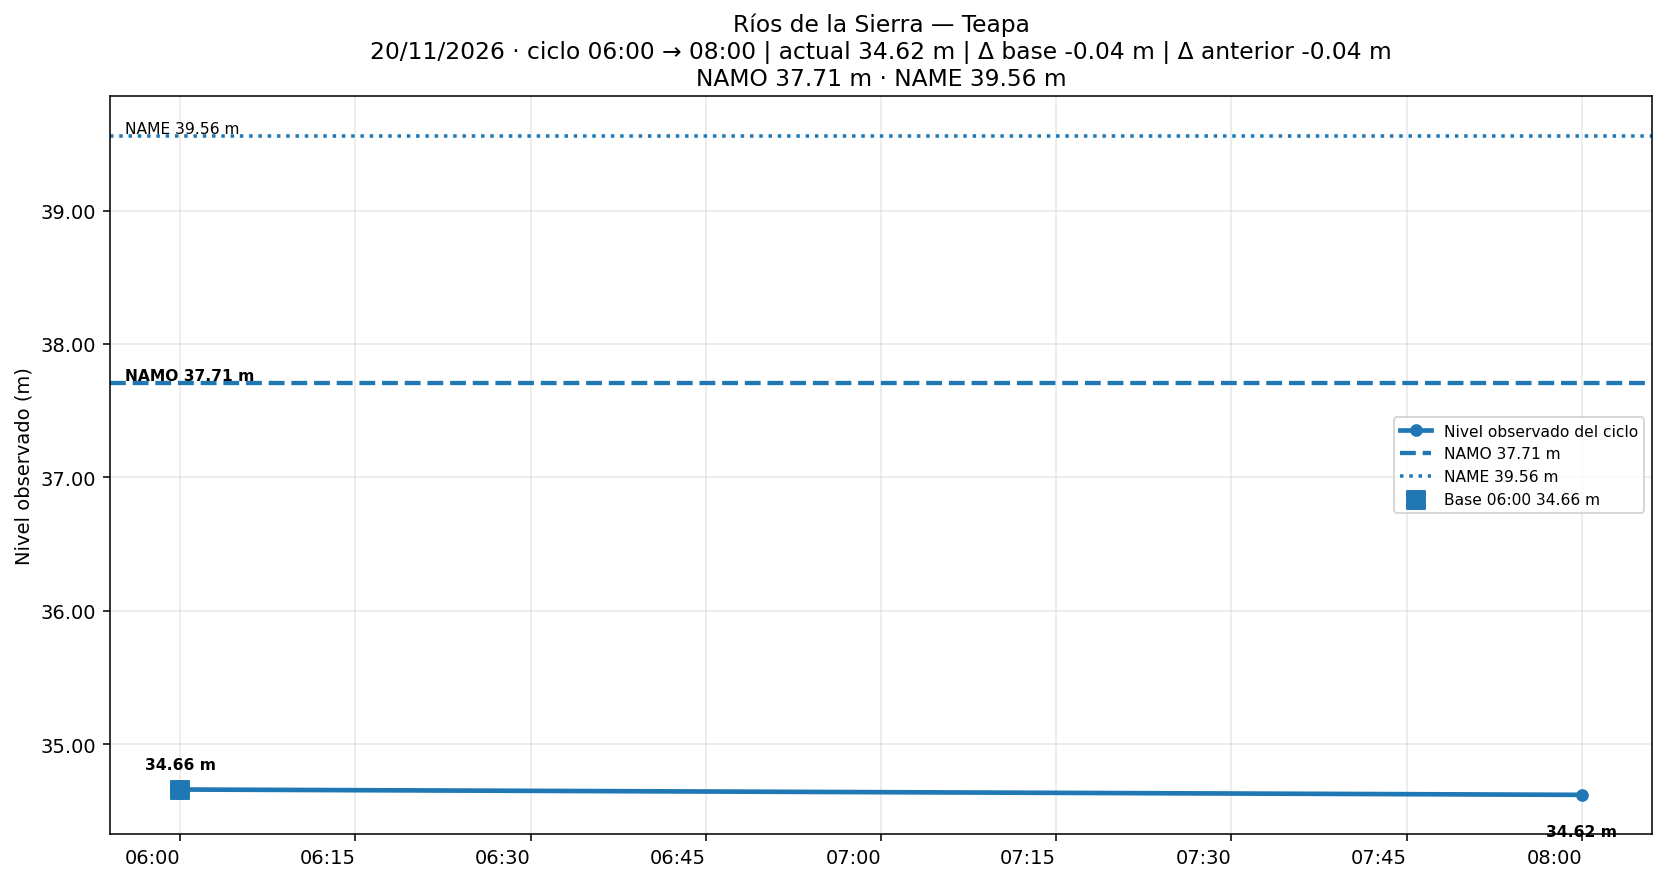 Ríos de la Sierra — Teapa
20/11/2026 · ciclo 06:00 → 08:00 | actual 34.62 m | Δ base -0.04 m | Δ anterior -0.04 m
NAMO 37.71 m · NAME 39.56 m
NAME 39.56 m
39.00
38.00
NAMO 37.71 m
Nivel observado del ciclo
NAMO 37.71 m
NAME 39.56 m
Base 06:00 34.66 m
37.00
Nivel observado (m)
36.00
35.00
34.66 m
34.62 m
06:00 06:15 06:30 06:45 07:00 07:15 07:30 07:45 08:00